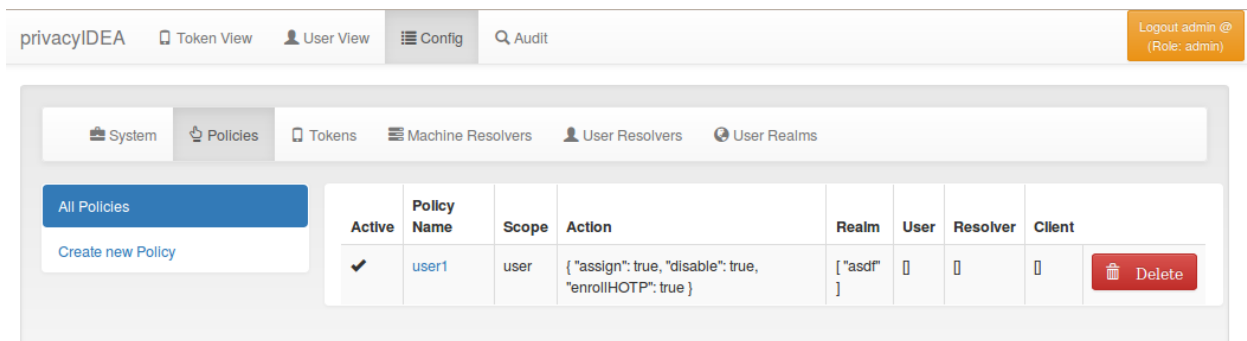 privacyIDEA Token View User View Config Audit Logout admin @
(Role: admin)
System Policies Tokens Machine Resolvers User Resolvers User Realms
All Policies
Create new Policy
Active Policy Name Scope Action Realm User Resolver Client
user1 user { "assign": true, "disable": true, ["asdf" [] [] [] Delete
"enrollHOTP": true } ]